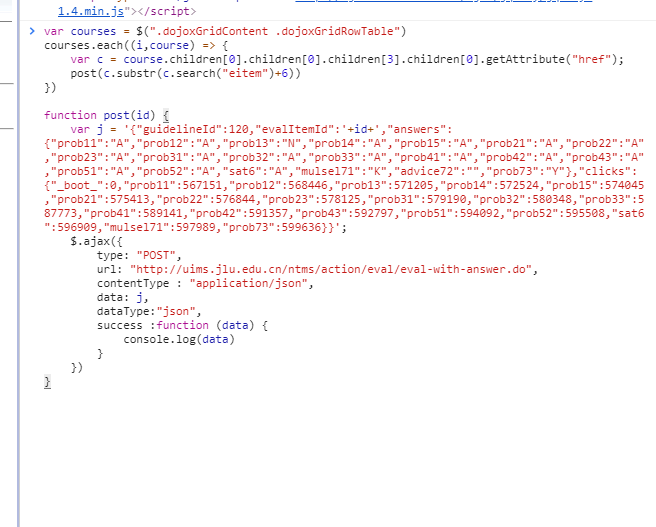 1.4.min.js"></script>
var courses = $(".dojoxGridContent .dojoxGridRowTable")
courses.each((i,course) => {
var c = course.children[0].children[0].children[3].children[0].getAttribute("href");
post(c.substr(c.search("eitem")+6))
})
function post(id) {
var j = '{"guidelineId":120,"evalItemId":'+id+',"answers":
{"prob11":"A","prob12":"A","prob13":"N","prob14":"A","prob15":"A","prob21":"A","prob22":"A"
,"prob23":"A","prob31":"A","prob32":"A","prob33":"A","prob41":"A","prob42":"A","prob43":"A"
,"prob51":"A","prob52":"A","sat6":"A","mulsel71":"K","advice72":"","prob73":"Y"},"clicks":
{"_boot_":0,"prob11":567151,"prob12":568446,"prob13":571205,"prob14":572524,"prob15":574045
,"prob21":575413,"prob22":576844,"prob23":578125,"prob31":579190,"prob32":580348,"prob33":5
87773,"prob41":589141,"prob42":591357,"prob43":592797,"prob51":594092,"prob52":595508,"sat6
":596909,"mulsel71":597989,"prob73":599636}}';
$.ajax({
type: "POST",
url: "http://uims.jlu.edu.cn/ntms/action/eval/eval-with-answer.do",
contentType : "application/json",
data: j,
dataType:"json",
success :function (data) {
console.log(data)
}
})
}